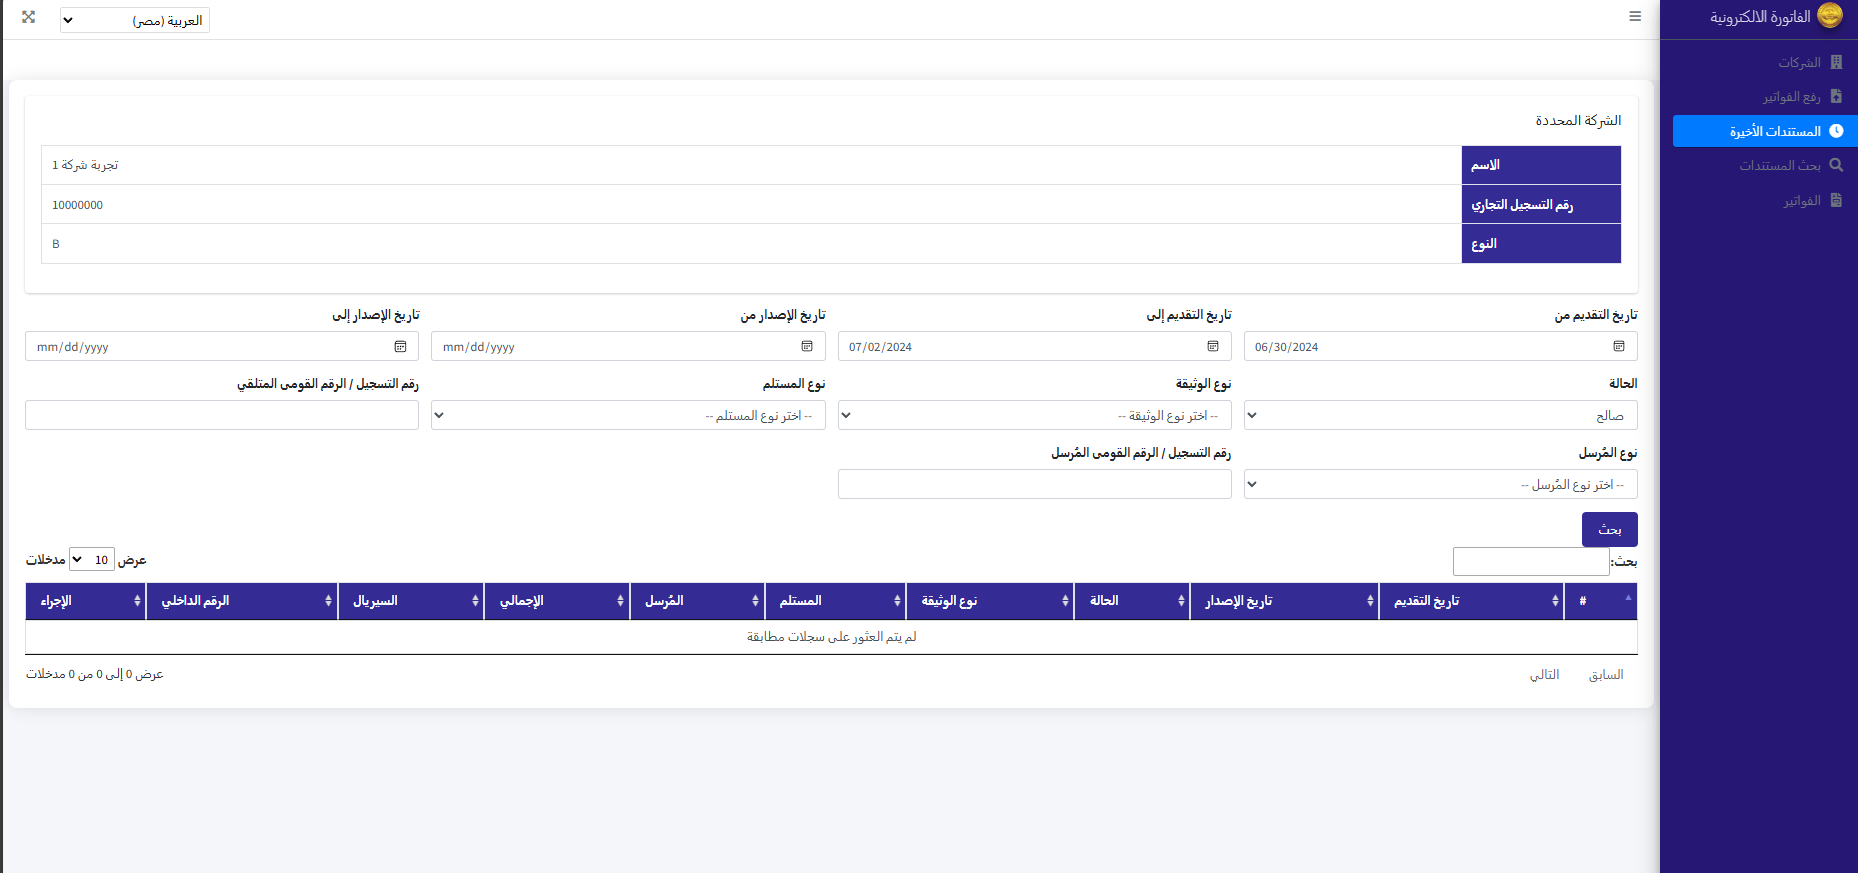 الفاتورة الالكترونية
الشركات
رفع الفواتير
المستندات الأخيرة
بحث المستندات
الفواتير
العربية (مصر)
الشركة المحددة
الاسم تجربة شركة 1
رقم التسجيل التجاري 10000000
النوع B
تاريخ التقديم من تاريخ التقديم إلى تاريخ الإصدار من تاريخ الإصدار إلى
06/30/2024 07/02/2024 mm/dd/yyyy mm/dd/yyyy
الحالة نوع الوثيقة نوع المستلم رقم التسجيل / الرقم القومى المتلقي
صالح -- اختر نوع الوثيقة -- -- اختر نوع المستلم --
نوع المُرسل رقم التسجيل / الرقم القومى المُرسل
-- اختر نوع المُرسل --
بحث
بحث: عرض 10 مدخلات
# تاريخ التقديم تاريخ الإصدار الحالة نوع الوثيقة المستلم المُرسل الإجمالي السيريال الرقم الداخلي الإجراء
لم يتم العثور على سجلات مطابقة
السابق التالي عرض 0 إلى 0 من 0 مدخلات